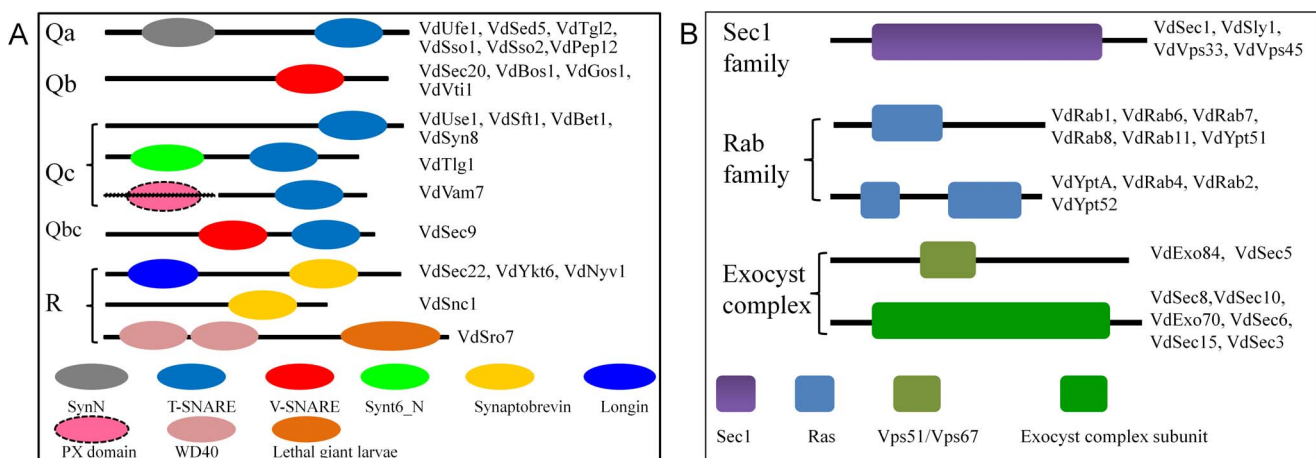 A
Qa
VdUfe1, VdSed5, VdTgl2,
VdSso1, VdSso2,VdPep12
Qb
VdSec20, VdBos1, VdGos1,
VdVti1
Qc
VdUse1, VdSft1, VdBet1,
VdSyn8
VdTlg1
VdVam7
Qbc
VdSec9
R
VdSec22, VdYkt6, VdNyv1
VdSnc1
VdSro7
SynN
T-SNARE
V-SNARE
Synt6_N
Synaptobrevin
Longin
PX domain
WD40
Lethal giant larvae
B
Sec1
family
VdSec1, VdSly1,
VdVps33, VdVps45
Rab
family
VdRab1, VdRab6, VdRab7,
VdRab8, VdRab11, VdYpt51
VdYptA, VdRab4, VdRab2,
VdYpt52
Exocyst
complex
VdExo84, VdSec5
VdSec8,VdSec10,
VdExo70, VdSec6,
VdSec15, VdSec3
Sec1
Ras
Vps51/Vps67
Exocyst complex subunit